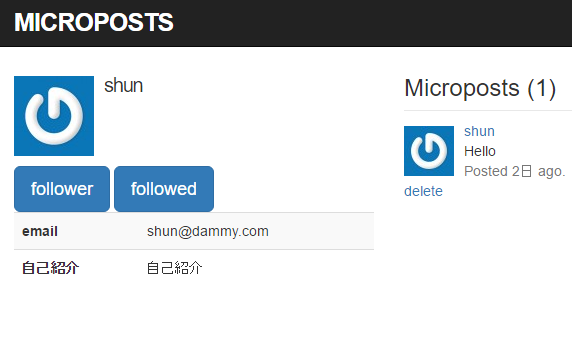 MICROPOSTS
shun
follower followed
email shun@dammy.com
自己紹介 自己紹介
Microposts (1)
shun
Hello
Posted 2日 ago.
delete